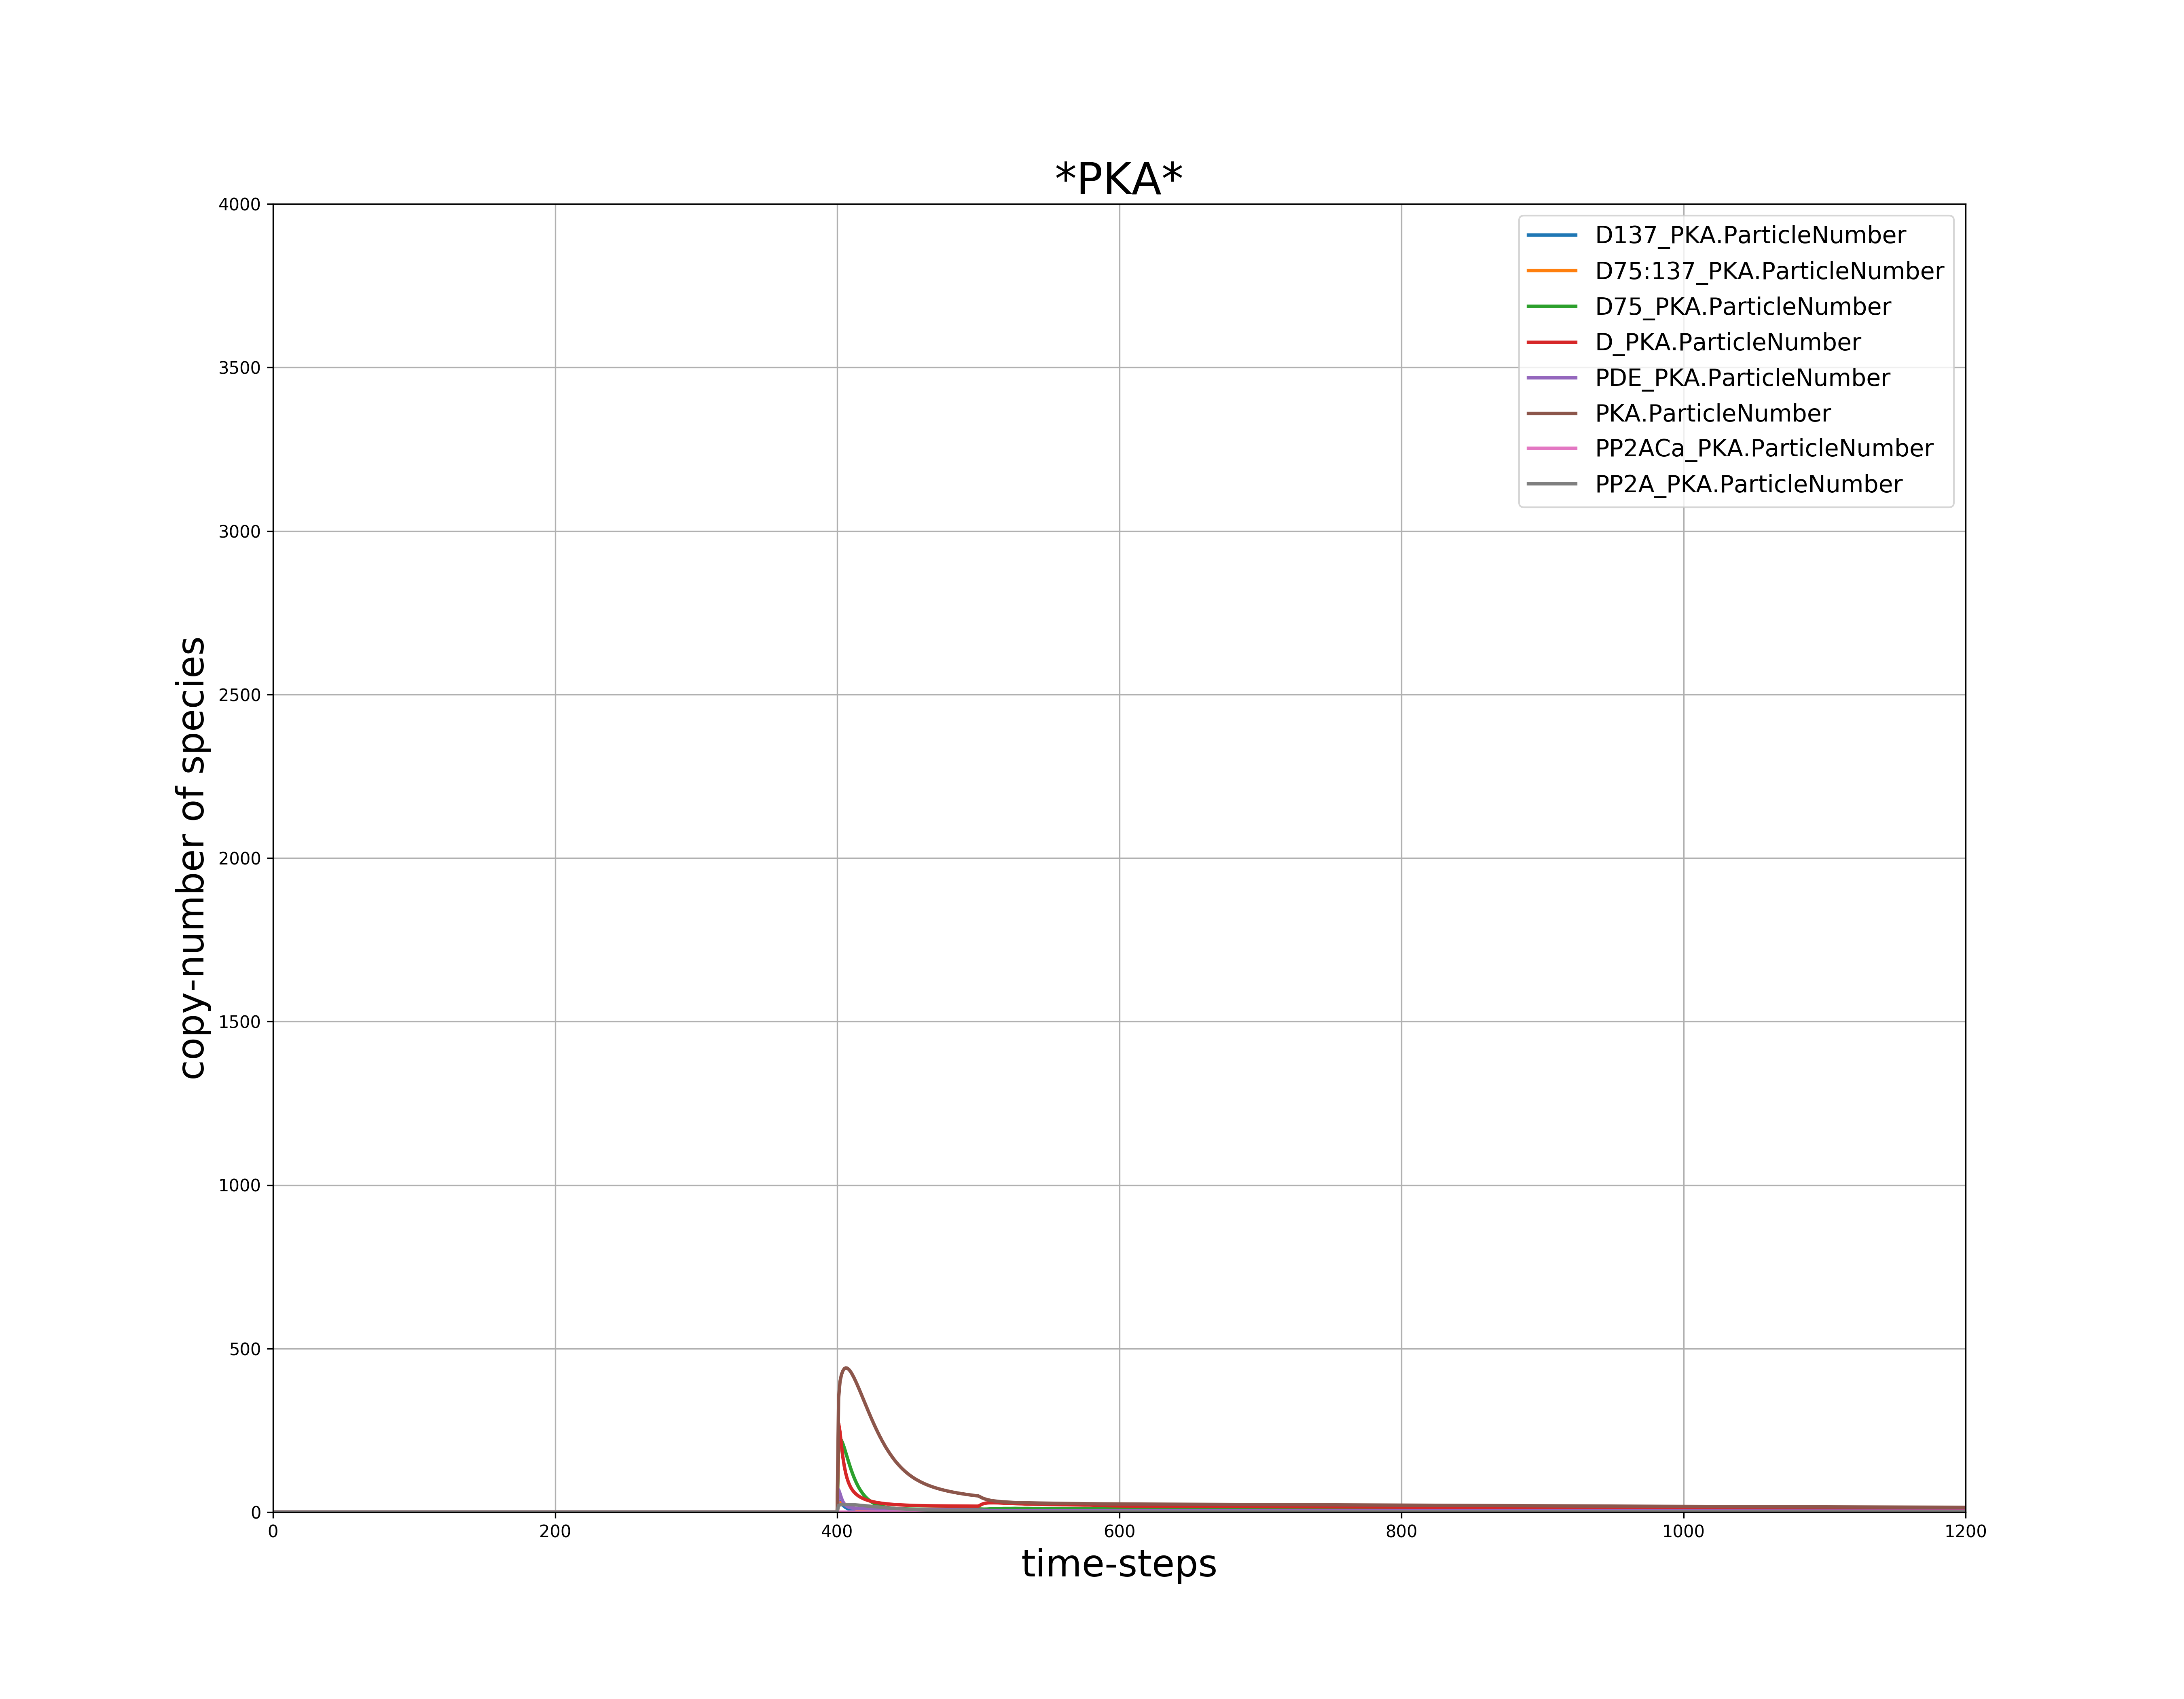 *PKA*
4000
3500
3000
2500
2000
1500
1000
500
0
copy-number of species
D137_PKA.ParticleNumber
D75:137_PKA.ParticleNumber
D75_PKA.ParticleNumber
D_PKA.ParticleNumber
PDE_PKA.ParticleNumber
PKA.ParticleNumber
PP2ACa_PKA.ParticleNumber
PP2A_PKA.ParticleNumber
0 200 400 600 800 1000 1200
time-steps